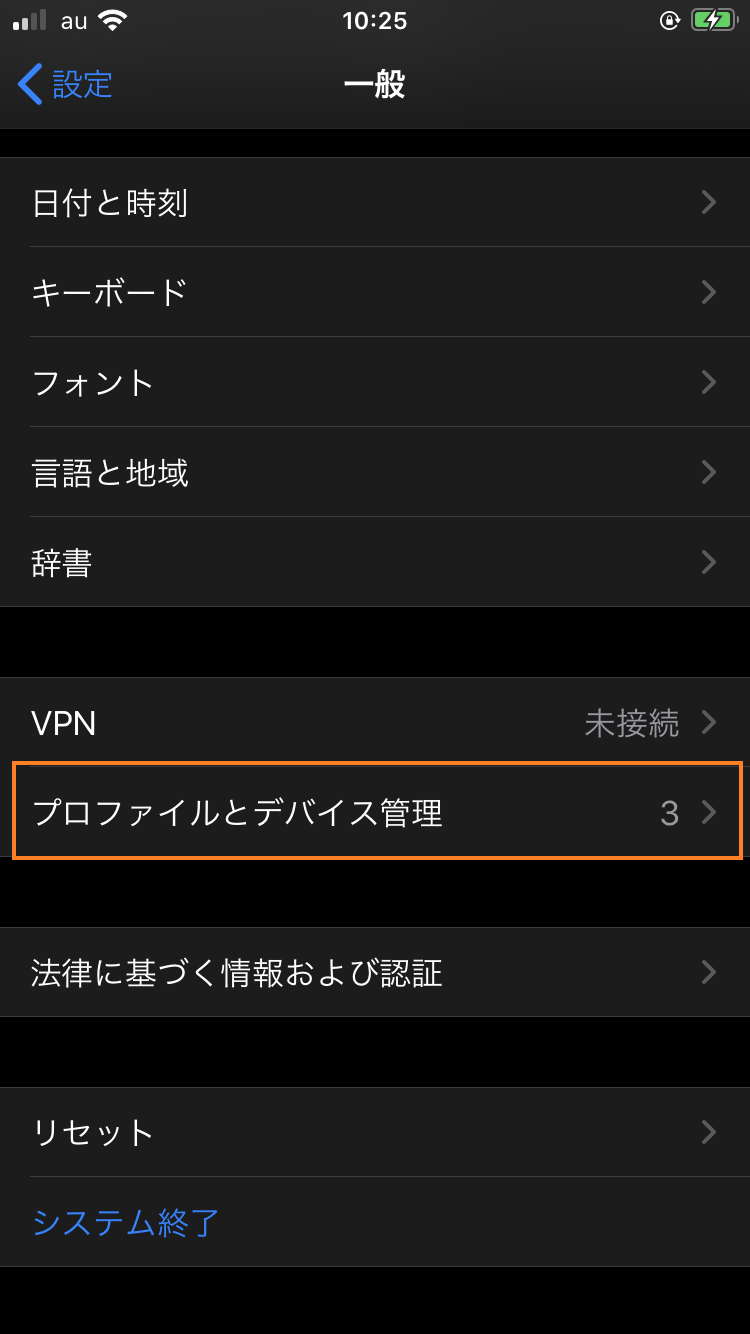 au 10:25
設定 一般
日付と時刻
キーボード
フォント
言語と地域
辞書
VPN 未接続
プロファイルとデバイス管理 3
法律に基づく情報および認証
リセット
システム終了